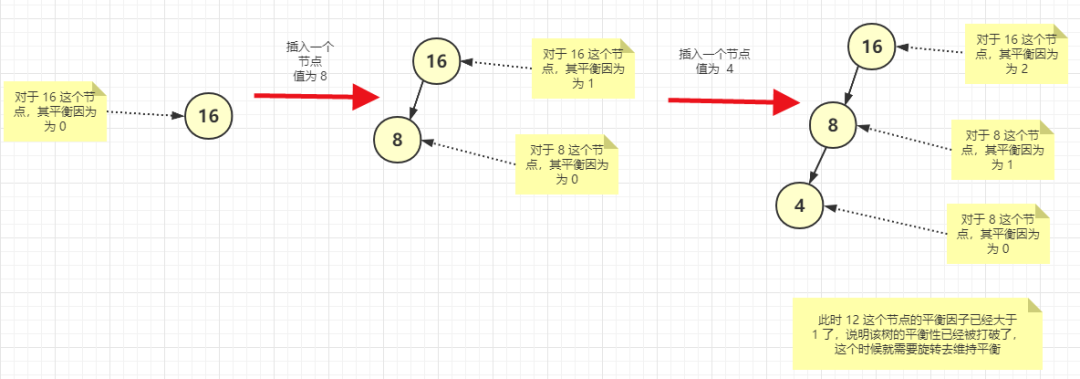 对于 16 这个节
点，其平衡因为
为 0
16
插入一个
节点
值为 8
16
8
对于 16 这个节
点，其平衡因为
为 1
对于 8 这个节
点，其平衡因为
为 0
插入一个节点
值为 4
16
8
4
对于 16 这个节
点，其平衡因为
为 2
对于 8 这个节
点，其平衡因为
为 1
对于 8 这个节
点，其平衡因为
为 0
此时 12 这个节点的平衡因子已经大于
1 了，说明该树的平衡性已经被打破了，
这个时候就需要旋转去维持平衡